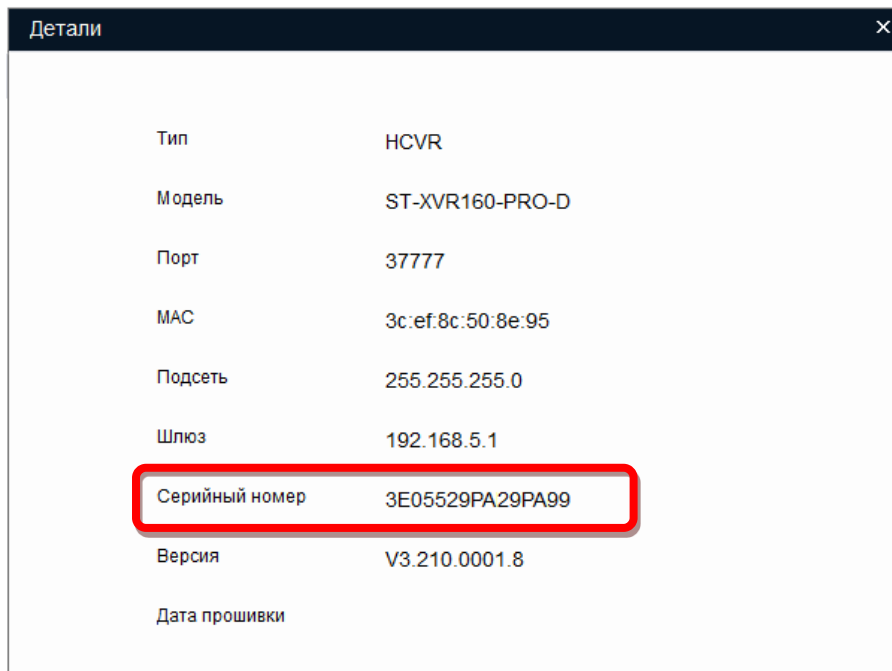 Детали
Тип HCVR
Модель ST-XVR160-PRO-D
Порт 37777
MAC 3c:ef:8c:50:8e:95
Подсеть 255.255.255.0
Шлюз 192.168.5.1
Серийный номер 3E05529PA29PA99
Версия V3.210.0001.8
Дата прошивки